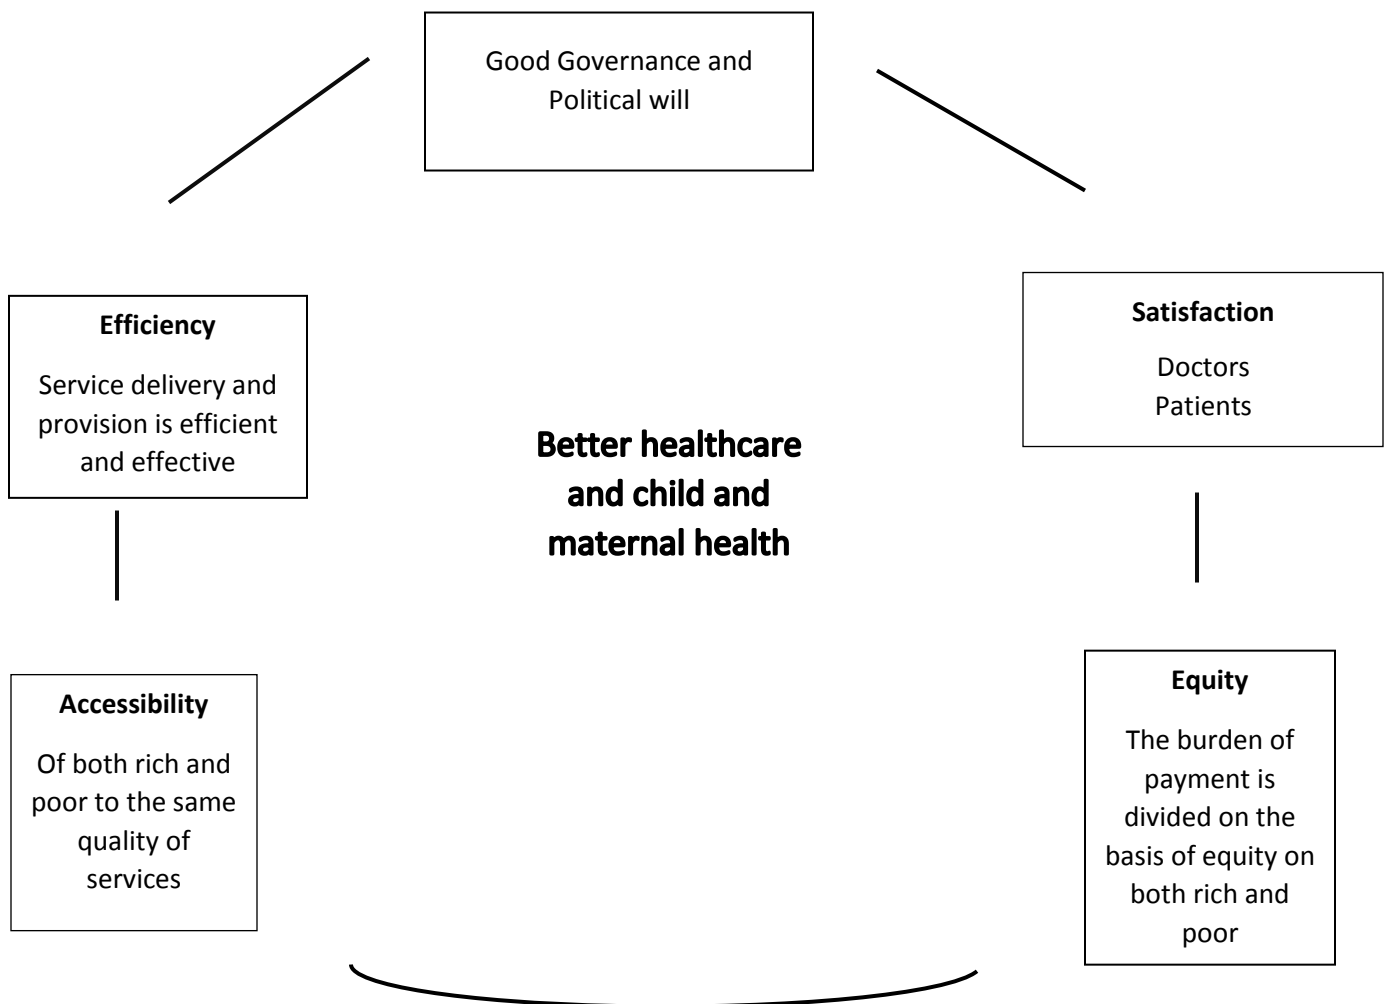 Good Governance and
Political will
Efficiency
Service delivery and
provision is efficient
and effective
Satisfaction
Doctors
Patients
Better healthcare
and child and
maternal health
Accessibility
Of both rich and
poor to the same
quality of
services
Equity
The burden of
payment is
divided on the
basis of equity on
both rich and
poor